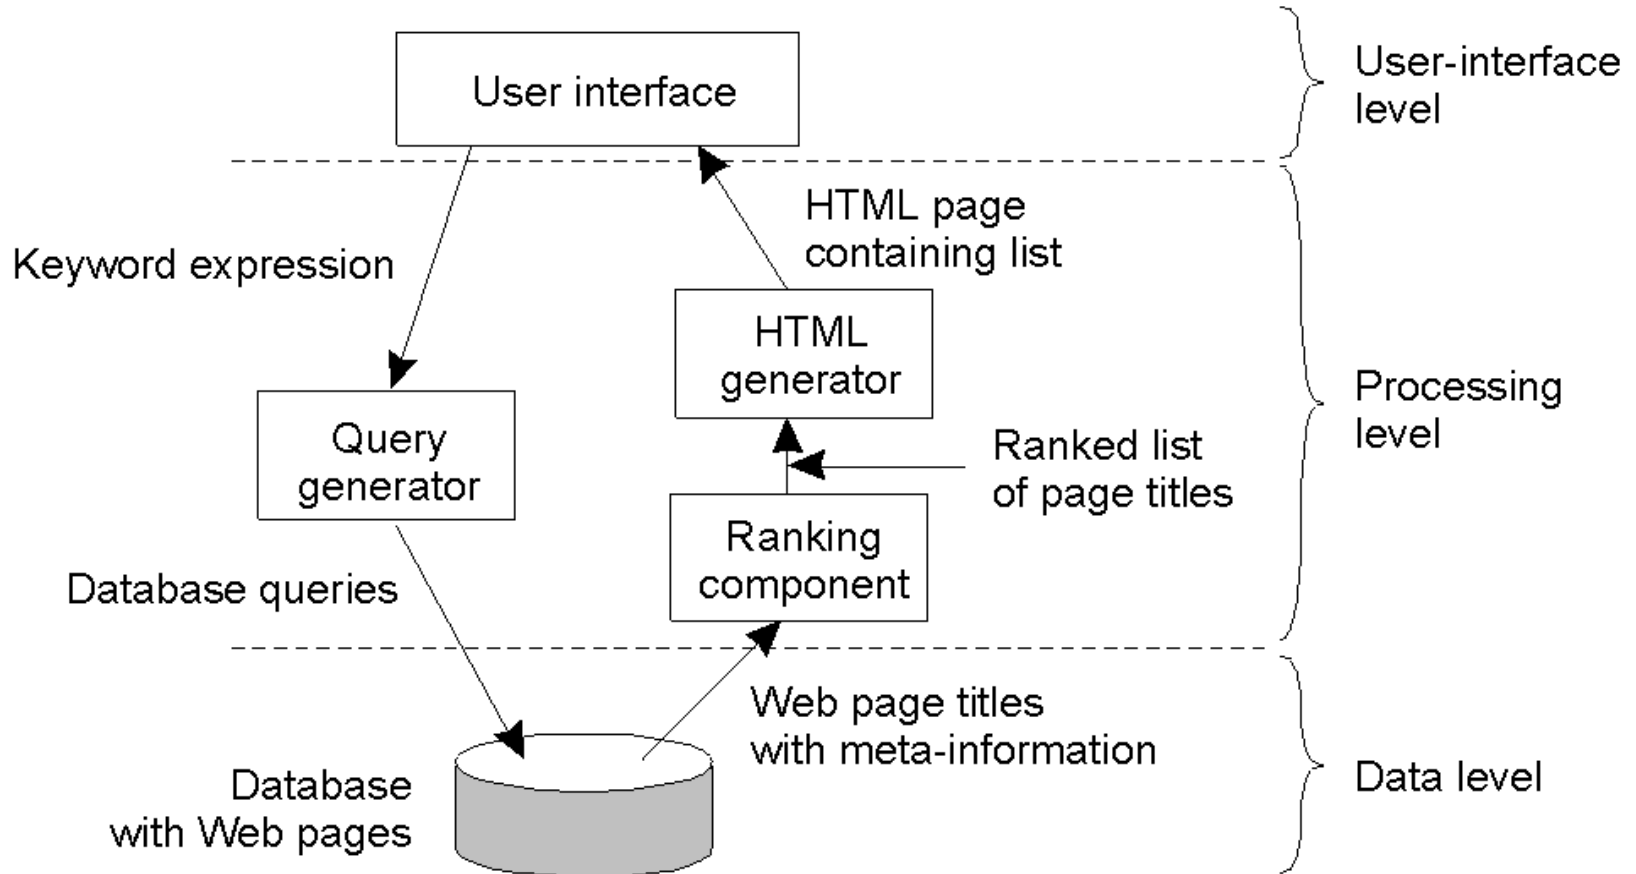 User interface
User-interface
level
HTML page
containing list
Keyword expression
HTML
generator
Processing
level
Query
generator
Ranked list
of page titles
Ranking
component
Database queries
Web page titles
with meta-information
Database
with Web pages
Data level